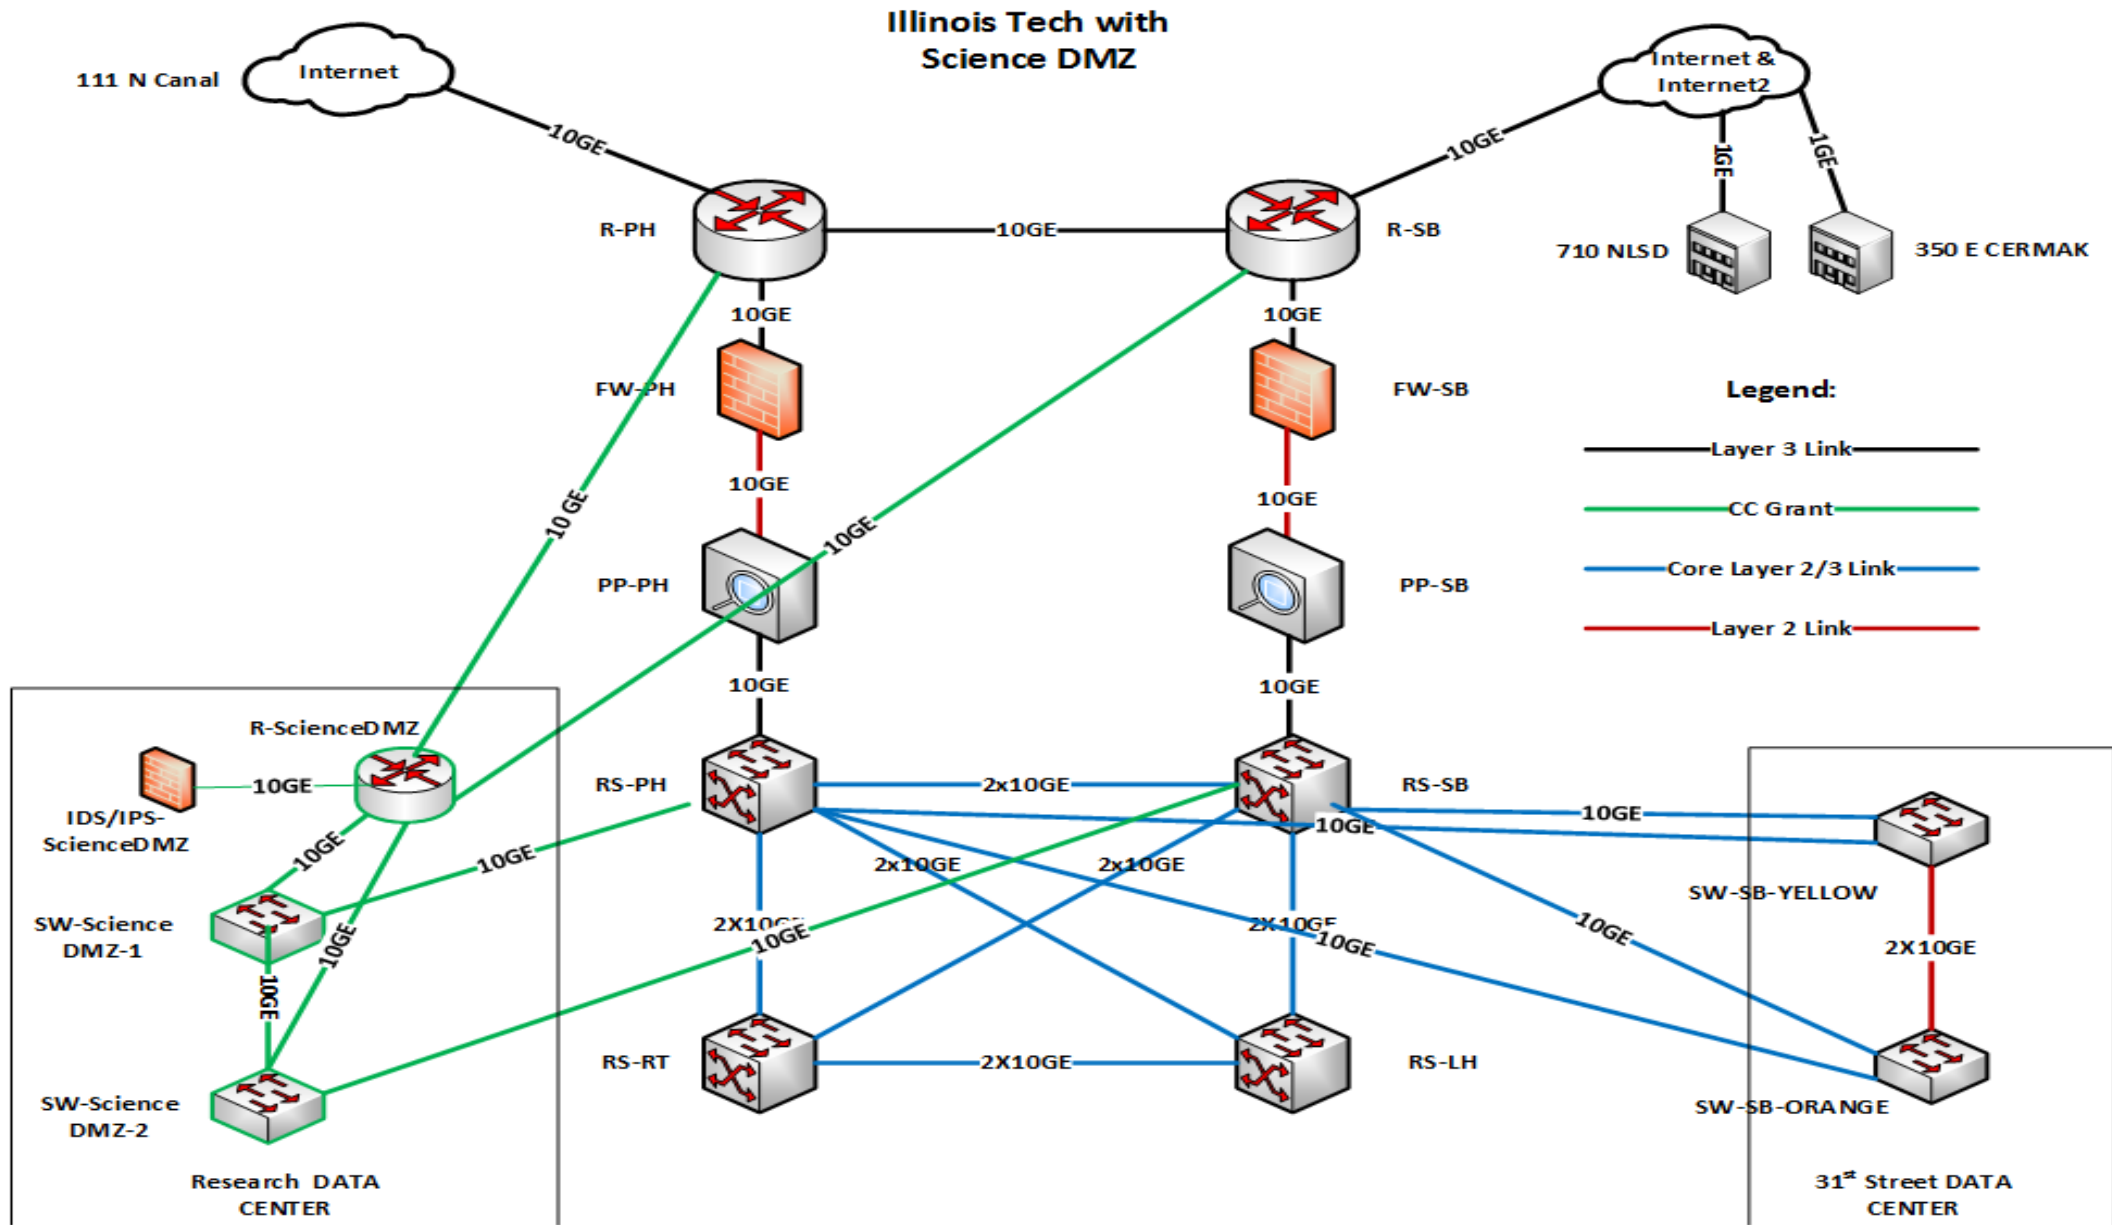 Illinois Tech with
Science DMZ
111 N Canal
Internet
Internet &
Internet2
10GE
10GE
1GE
1GE
R-PH
10GE
R-SB
710 NLSD
350 E CERMAK
10GE
10GE
FW-PH
FW-SB
Legend:
Layer 3 Link
CC Grant
Core Layer 2/3 Link
Layer 2 Link
10GE
10GE
10 GE
10GE
PP-PH
PP-SB
10GE
10GE
R-ScienceDMZ
10GE
IDS/IPS-
ScienceDMZ
RS-PH
2x10GE
RS-SB
10GE
10GE
10GE
10GE
2x10GE
2x10GE
SW-SB-YELLOW
SW-Science
DMZ-1
10GE
2X10GE
10GE
2X10GE
10GE
10GE
2X10GE
10GE
RS-RT
2X10GE
RS-LH
SW-SB-ORANGE
SW-Science
DMZ-2
Research DATA
CENTER
31st Street DATA
CENTER